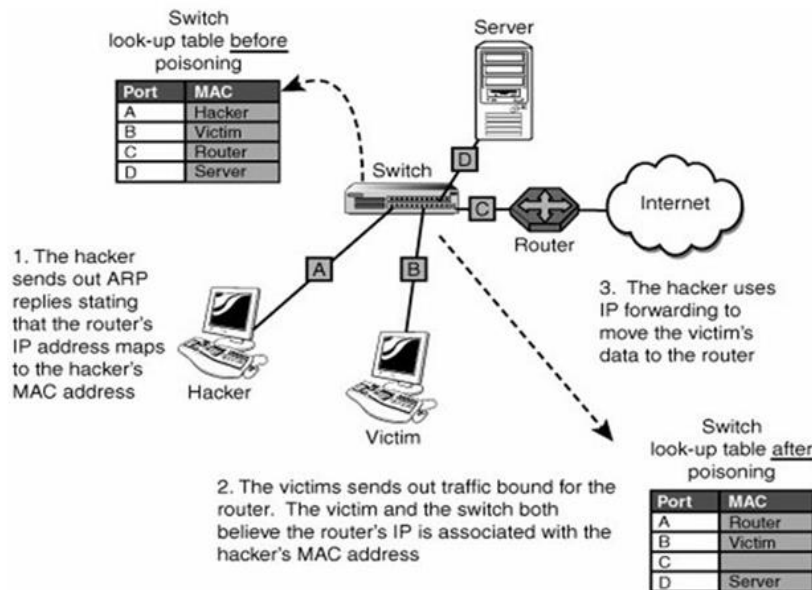 Switch
look-up table before
poisoning
Port MAC
A Hacker
B Victim
C Router
D Server
Server
Switch
D
C
Router
Internet
A
B
1. The hacker
sends out ARP
replies stating
that the router's
IP address maps
to the hacker's
MAC address
Hacker
Victim
3. The hacker uses
IP forwarding to
move the victim's
data to the router
2. The victims sends out traffic bound for the
router. The victim and the switch both
believe the router's IP is associated with the
hacker's MAC address
Switch
look-up table after
poisoning
Port MAC
A Router
B Victim
C
D Server